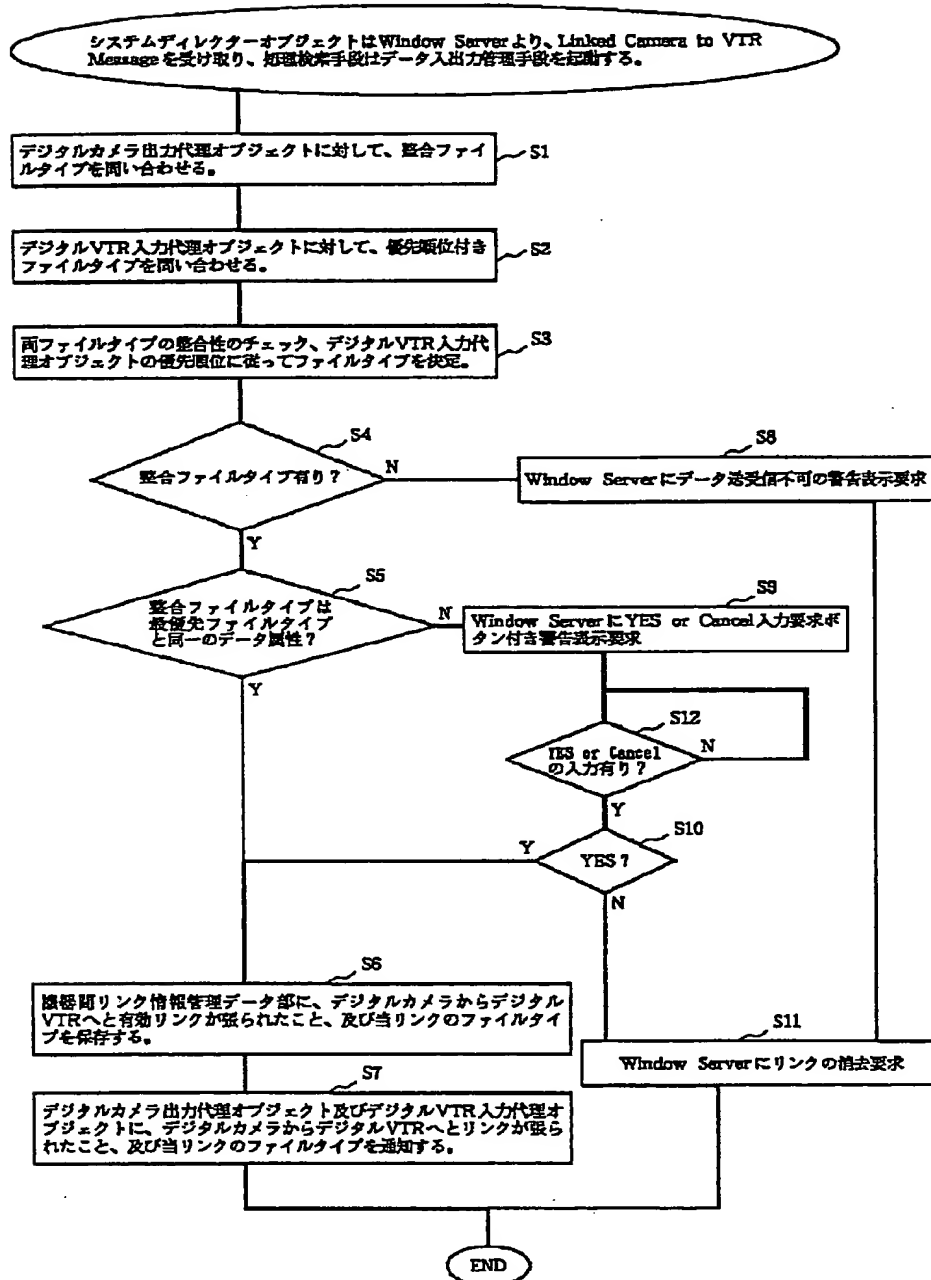 システムディレクターオブジェクトはWindow Serverより、Linked Camera to VTR
Messageを受け取り、処理検索手段はデータ入出力管理手段を起動する。
デジタルカメラ出力代理オブジェクトに対して、整合ファイ
ルタイプを問い合わせる。
S1
デジタルVTR入力代理オブジェクトに対して、優先順位付き
ファイルタイプを問い合わせる。
S2
両ファイルタイプの整合性のチェック、デジタルVTR入力代
理オブジェクトの優先順位に従ってファイルタイプを決定。
S3
S4
整合ファイルタイプ有り？
N
Y
S8
Window Serverにデータ送受信不可の警告表示要求
S5
整合ファイルタイプは
最優先ファイルタイプ
と同一のデータ属性？
N
Y
S9
Window ServerにYES or Cancel入力要求ボ
タン付き警告表示要求
S12
YES or Cancel
の入力有り？
N
Y
S10
YES？
Y
N
S6
機器間リンク情報管理データ部に、デジタルカメラからデジタル
VTRへと有効リンクが張られたこと、及び当リンクのファイルタイ
プを保存する。
S11
Window Serverにリンクの消去要求
S7
デジタルカメラ出力代理オブジェクト及びデジタルVTR入力代理オ
ブジェクトに、デジタルカメラからデジタルVTRへとリンクが張ら
れたこと、及び当リンクのファイルタイプを通知する。
END